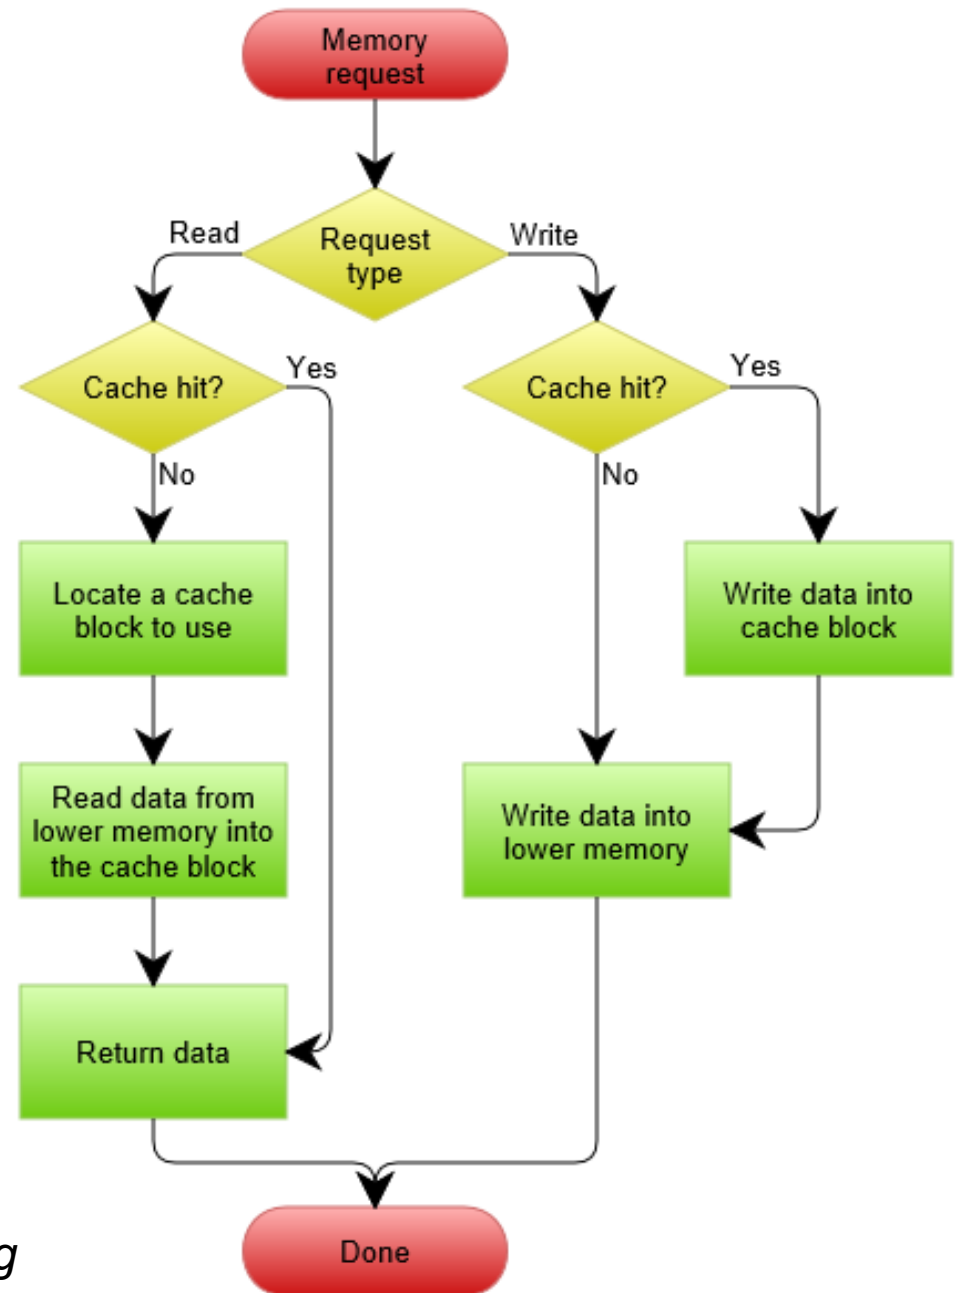 Memory
request
Request
type
Read
Write
Cache hit?
Yes
No
Cache hit?
Yes
No
Locate a cache
block to use
Write data into
cache block
Read data from
lower memory into
the cache block
Write data into
lower memory
Return data
Done
g